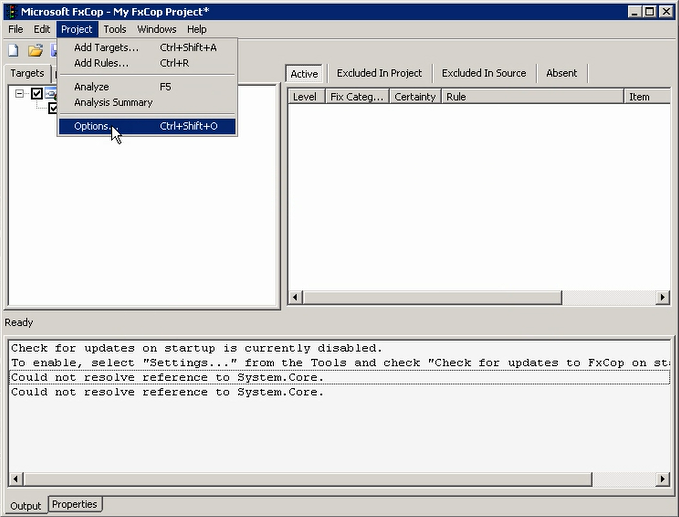 Microsoft FxCop - My FxCop Project*
File Edit Project Tools Windows Help
Add Targets... Ctrl+Shift+A
Add Rules... Ctrl+R
Analyze F5
Analysis Summary
Options... Ctrl+Shift+O
Targets
Active Excluded In Project Excluded In Source Absent
Level Fix Categ... Certainty Rule Item
Ready
Check for updates on startup is currently disabled.
To enable, select "Settings..." from the Tools and check "Check for updates to FxCop on
Could not resolve reference to System.Core.
Could not resolve reference to System.Core.
Output Properties